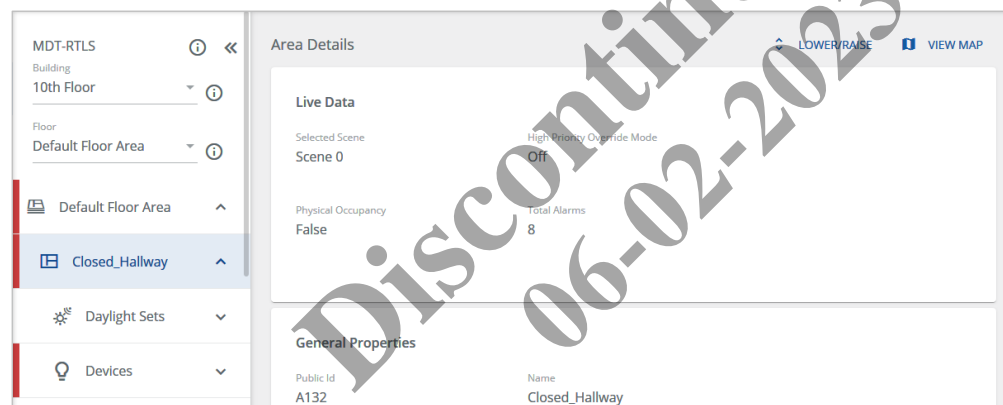 MDT-RTLS
Building
10th Floor
Floor
Default Floor Area
Default Floor Area
Closed_Hallway
Daylight Sets
Devices
Area Details
LOWER/RAISE
VIEW MAP
Live Data
Selected Scene
High Priority Override Mode
Scene 0
Off
Physical Occupancy
Total Alarms
False
8
General Properties
Public Id
Name
A132
Closed_Hallway
06-02-2023